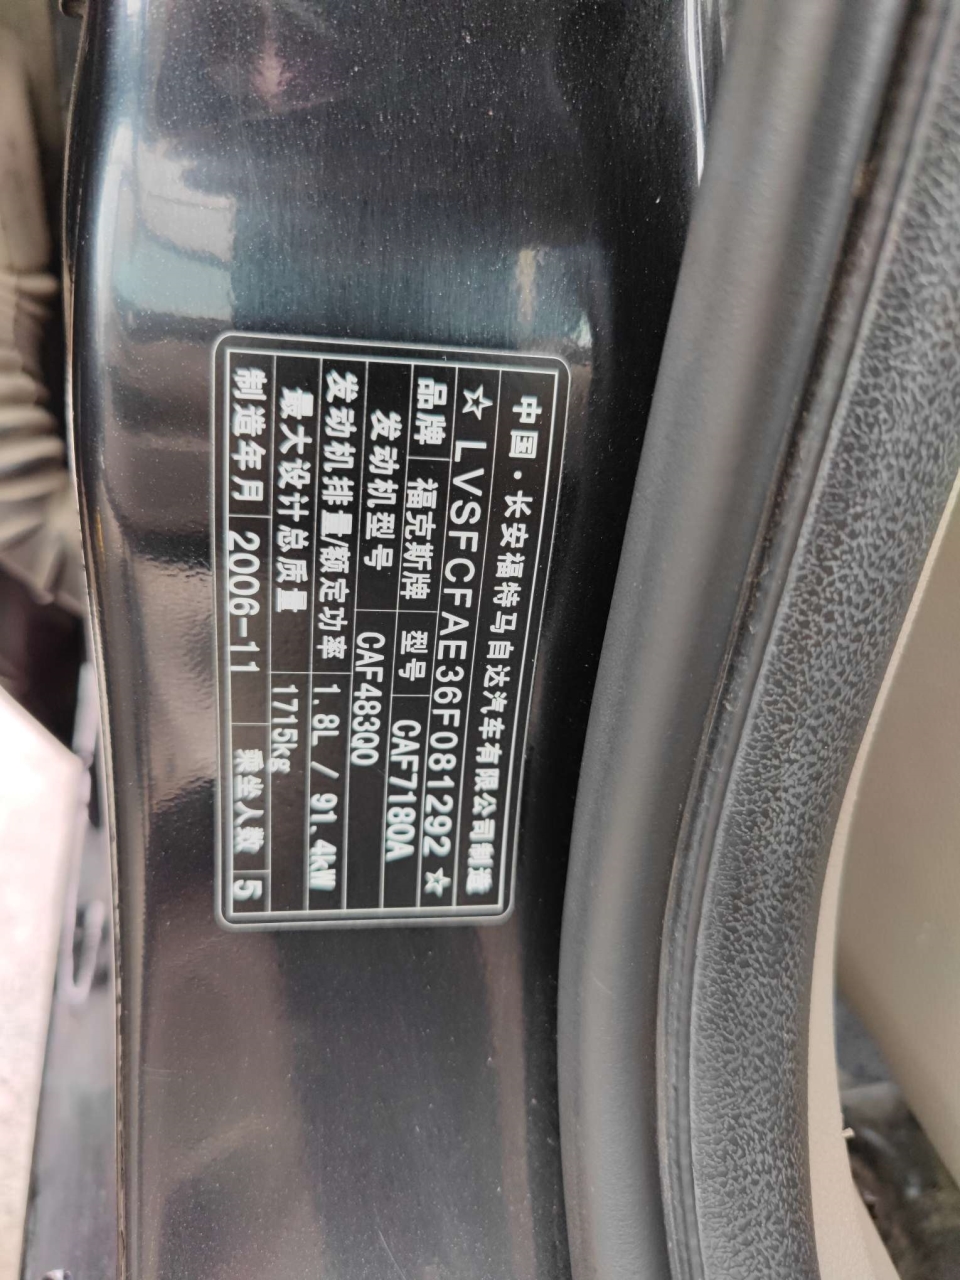 中国·长安福特马自达汽车有限公司制造
☆LVSFCFAE36F081292☆
品牌 福克斯牌 型号 CAF7180A
发动机型号 CAF483Q0
发动机排量/额定功率 1.8L / 91.4kW
最大设计总质量 1715kg
制造年月 2006-11 乘坐人数 5